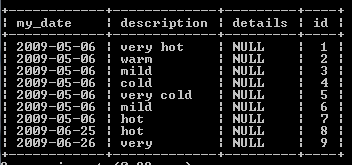 | my_date | description | details | id |
| 2009-05-06 | very hot | NULL | 1 |
| 2009-05-06 | warm | NULL | 2 |
| 2009-05-06 | mild | NULL | 3 |
| 2009-05-06 | cold | NULL | 4 |
| 2009-05-06 | very cold | NULL | 5 |
| 2009-05-06 | mild | NULL | 6 |
| 2009-05-06 | hot | NULL | 7 |
| 2009-06-25 | hot | NULL | 8 |
| 2009-06-26 | very | NULL | 9 |